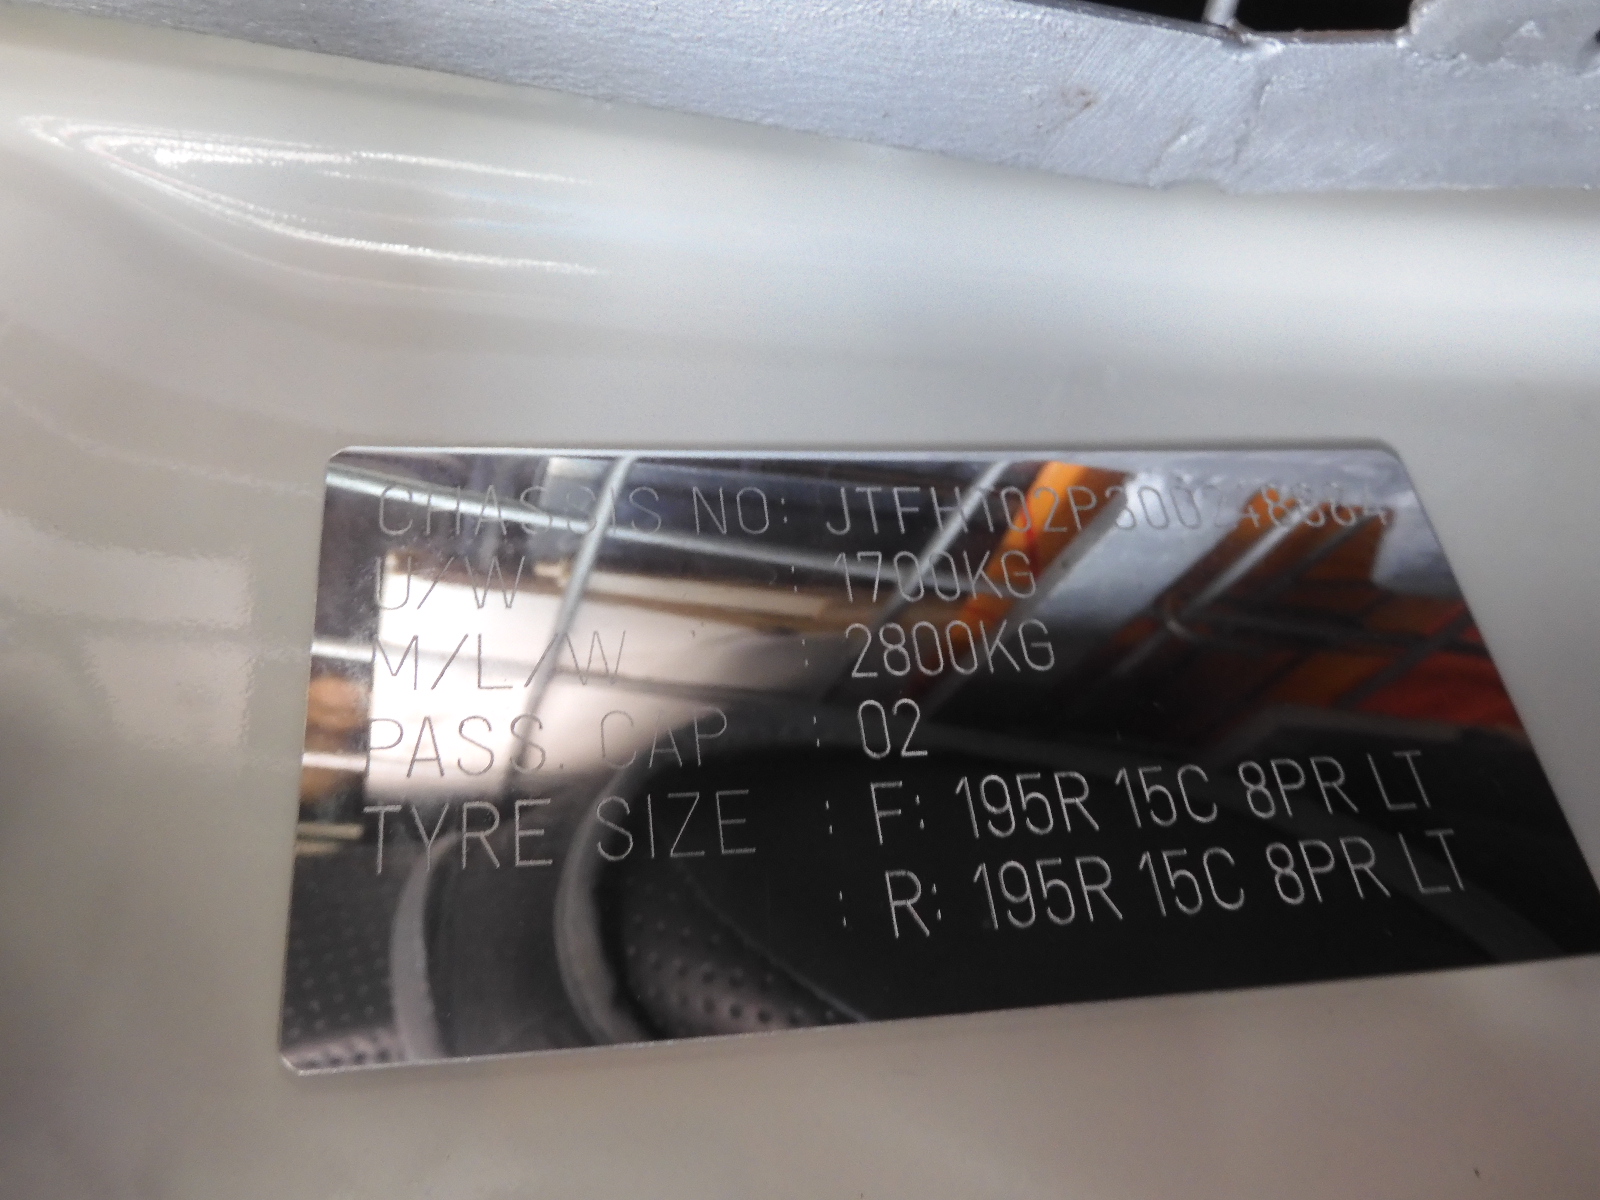 CHASSIS NO:
U/W : 1700KG
M/L/W : 2800KG
PASS. CAP : 02
TYRE SIZE : F: 195R 15C 8PR LT
: R: 195R 15C 8PR LT